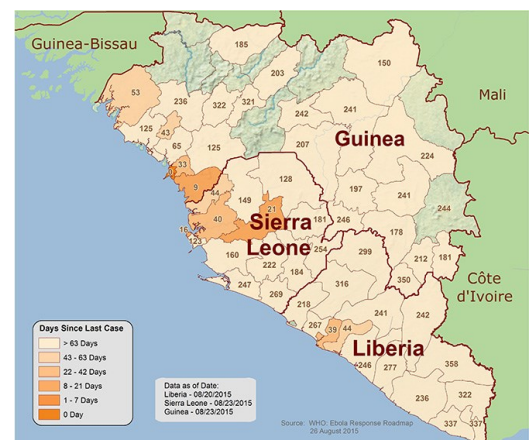 Guinea-Bissau
185
203
150
Mali
53
236
322
321
242
241
125
43
65
125
207
Guinea
224
33
9
44
149
128
197
241
244
40
21
Sierra
Leone
16
123
181
246
178
160
222
184
254
299
212
181
247
269
218
316
350
Côte
d'Ivoire
267
39
44
241
242
Liberia
246
277
358
236
322
337
337
Days Since Last Case
> 63 Days
43 - 63 Days
22 - 42 Days
8 - 21 Days
1 - 7 Days
0 Day
Data as of Date:
Liberia - 08/20/2015
Sierra Leone - 08/23/2015
Guinea - 08/23/2015
Source: WHO: Ebola Response Roadmap
26 August 2015